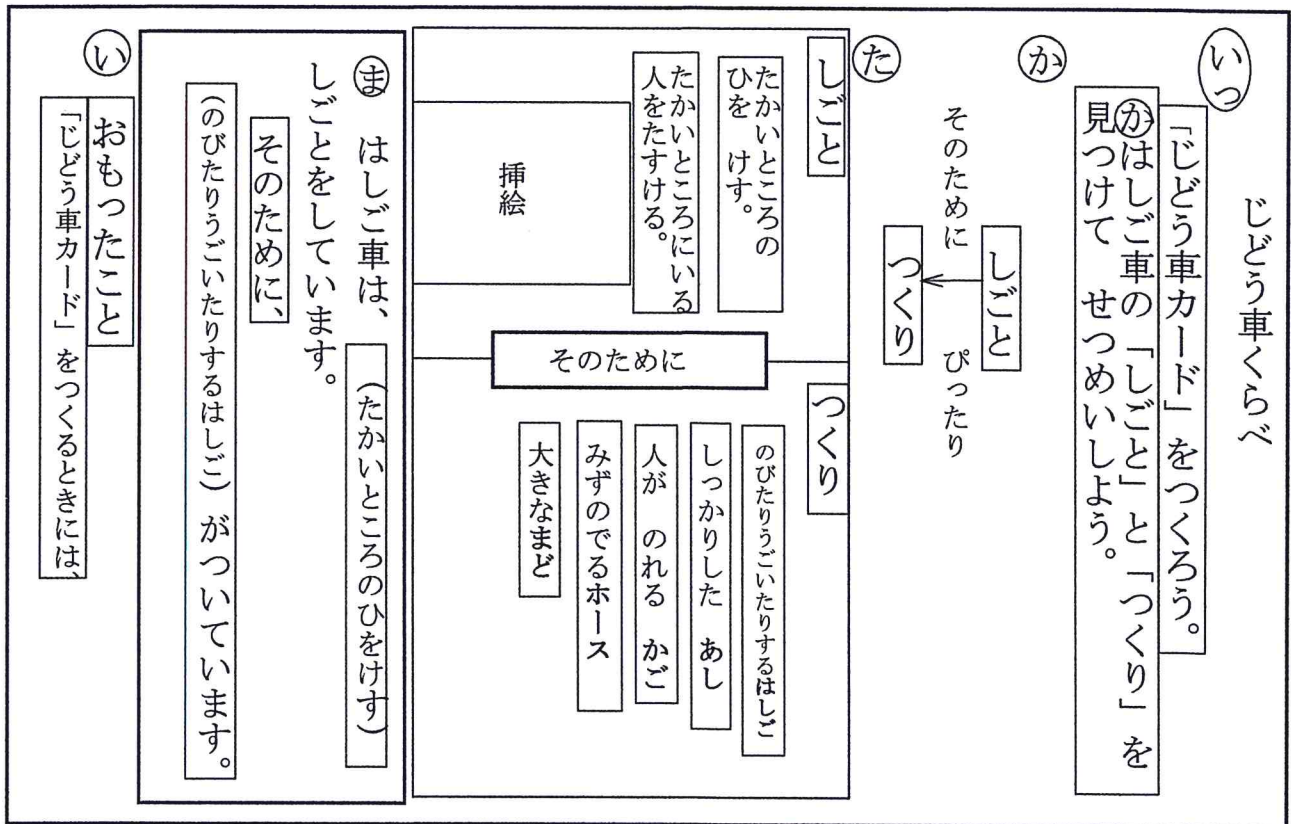 じどう車くらべ
いっ
「じどう車カード」をつくろう。
かはしご車の「しごと」と「つくり」を
見つけて せつめいしよう。
か
しごと
そのために ぴったり
つくり
た
しごと
たかいところの
ひを けす。
たかいところにいる
人をたすける。
挿絵
そのために
つくり
のびたりうごいたりするはしご
しっかりした あし
人が のれる かご
みずのでるホース
大きなまど
ま はしご車は、(たかいところのひをけす)
しごとをしています。
そのために、
(のびたりうごいたりするはしご)がついています。
い
おもったこと
「じどう車カード」をつくるときには、